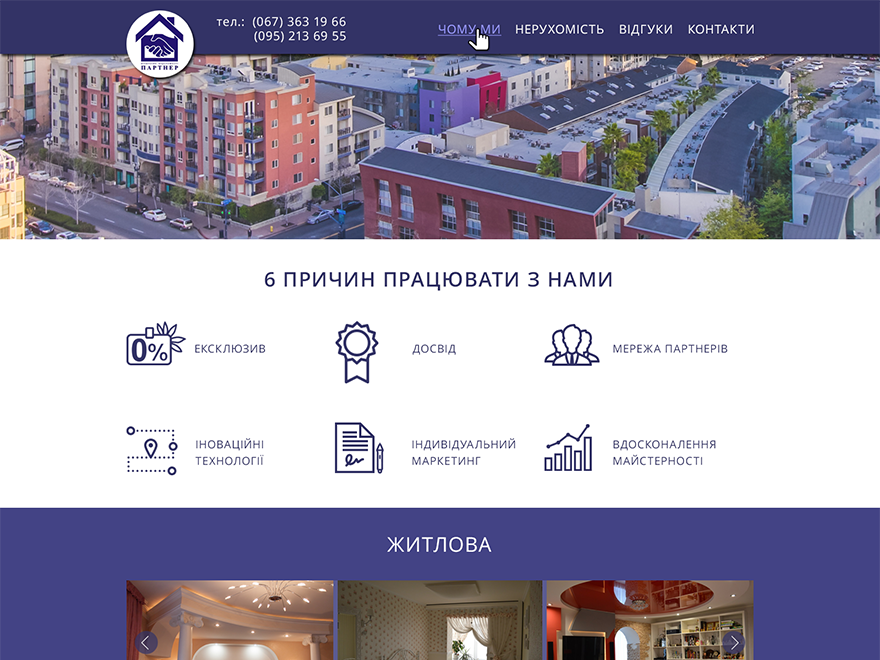 ПАРТНЕР
тел.: (067) 363 19 66
(095) 213 69 55
ЧОМУ МИ НЕРУХОМІСТЬ ВІДГУКИ КОНТАКТИ
6 ПРИЧИН ПРАЦЮВАТИ З НАМИ
0%
ЕКСКЛЮЗИВ
ДОСВІД
МЕРЕЖА ПАРТНЕРІВ
ІНОВАЦІЙНІ
ТЕХНОЛОГІЇ
ІНДИВІДУАЛЬНИЙ
МАРКЕТИНГ
ВДОСКОНАЛЕННЯ
МАЙСТЕРНОСТІ
ЖИТЛОВА